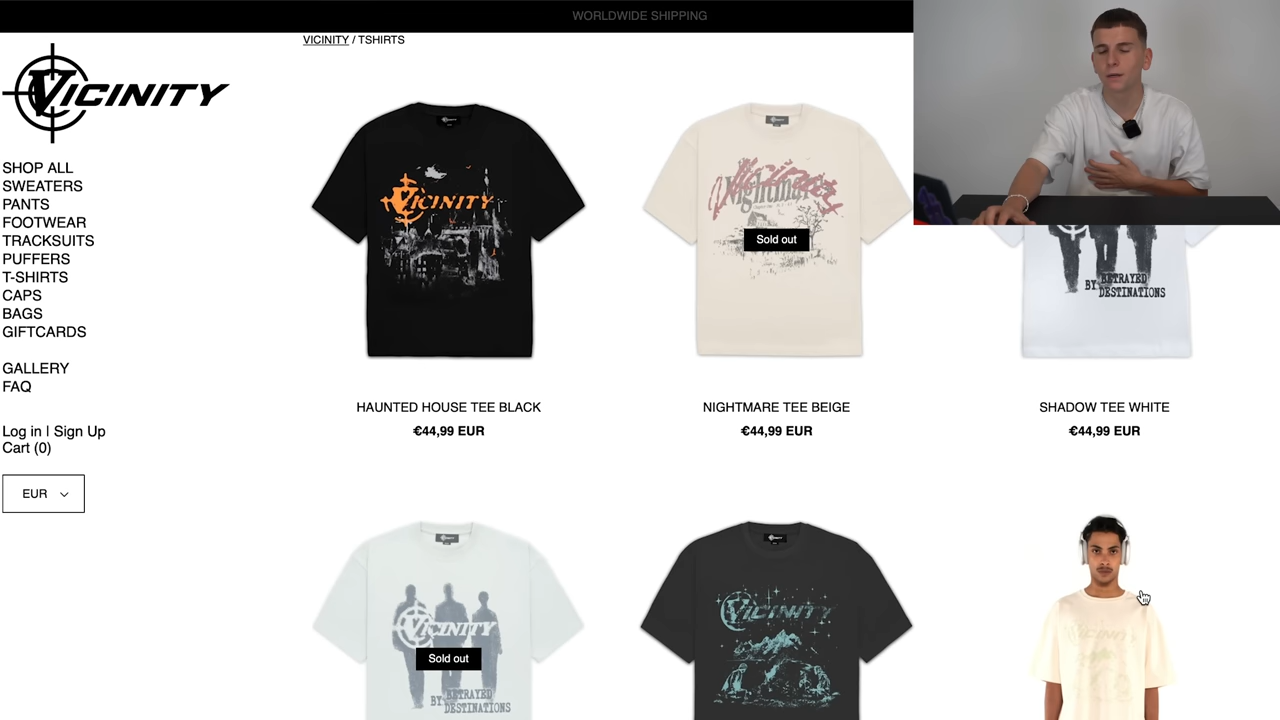 WORLDWIDE SHIPPING
VICINITY / TSHIRTS
VICINITY
SHOP ALL
SWEATERS
PANTS
FOOTWEAR
TRACKSUITS
PUFFERS
T-SHIRTS
CAPS
BAGS
GIFTCARDS
GALLERY
FAQ
Log in | Sign Up
Cart (0)
EUR
VICINITY
Vicinity
Nightmare
Sold out
BY BETRAYED
DESTINATIONS
HAUNTED HOUSE TEE BLACK
€44,99 EUR
NIGHTMARE TEE BEIGE
€44,99 EUR
SHADOW TEE WHITE
€44,99 EUR
VICINITY
Sold out
BY BETRAYED
DESTINATIONS
VICINITY
VICINITY